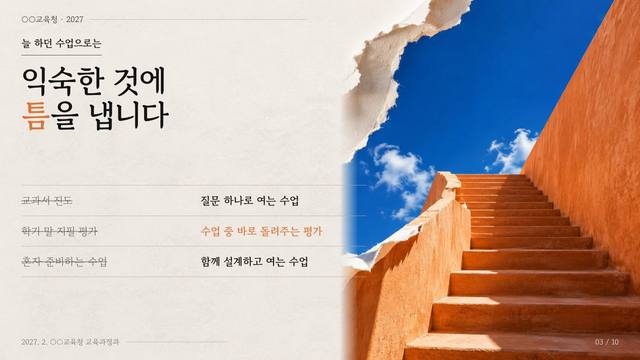 ○○교육청 · 2027
늘 하던 수업으로는
익숙한 것에
틈을 냅니다
교과서 진도
질문 하나로 여는 수업
학기 말 지필 평가
수업 중 바로 돌려주는 평가
혼자 준비하는 수업
함께 설계하고 여는 수업
2027. 2. ○○교육청 교육과정과
03 / 10